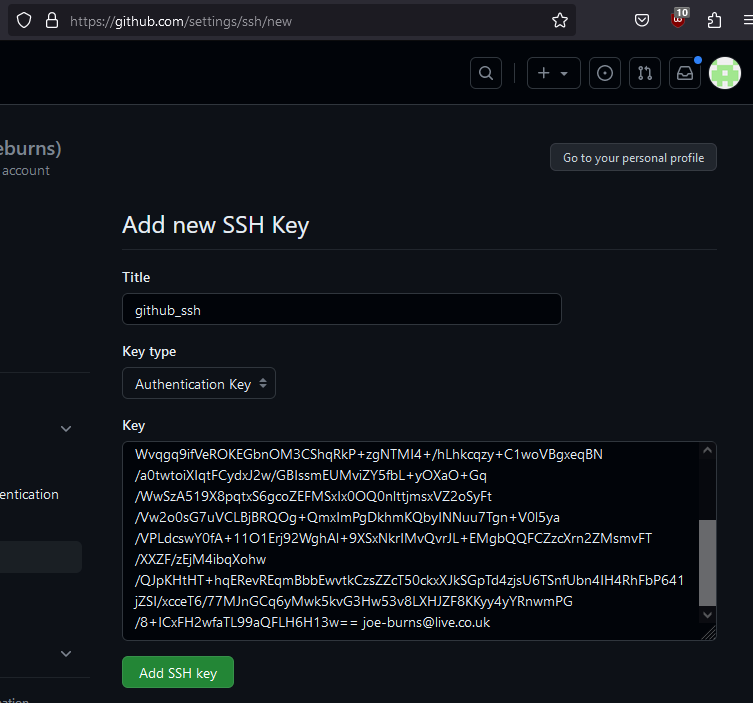 https://github.com/settings/ssh/new
10
eburns)
account
Go to your personal profile
Add new SSH Key
Title
github_ssh
Key type
Authentication Key
Key
Wvqgq9ifVeROKEGbnOM3CShqRkP+zgNTMI4+/hLhkcqzy+C1woVBgxeqBN
/a0twtoiXIqtFCydxJ2w/GBIssmEUMviZY5fbL+yOXaO+Gq
/WwSzA519X8pqtxS6gcoZEFMSxIx0OQ0nIttjmsxVZ2oSyFt
/Vw2o0sG7uVCLBjBRQOg+QmxImPgDkhmKQbyINNuu7Tgn+V0I5ya
/VPLdcswY0fA+11O1Erj92WghAI+9XSxNkrIMvQvrJL+EMgbQQFCZzcXrn2ZMsmvFT
/XXZF/zEjM4ibqXohw
/QJpKHtHT+hqERevREqmBbbEwvtkCzsZZcT50ckxXJkSGpTd4zjsU6TSnfUbn4IH4RhFbP641
jZSI/xcceT6/77MJnGCq6yMwk5kvG3Hw53v8LXHJZF8KKyy4yYRnwmPG
/8+ICxFH2wfaTL99aQFLH6H13w== joe-burns@live.co.uk
entication
Add SSH key